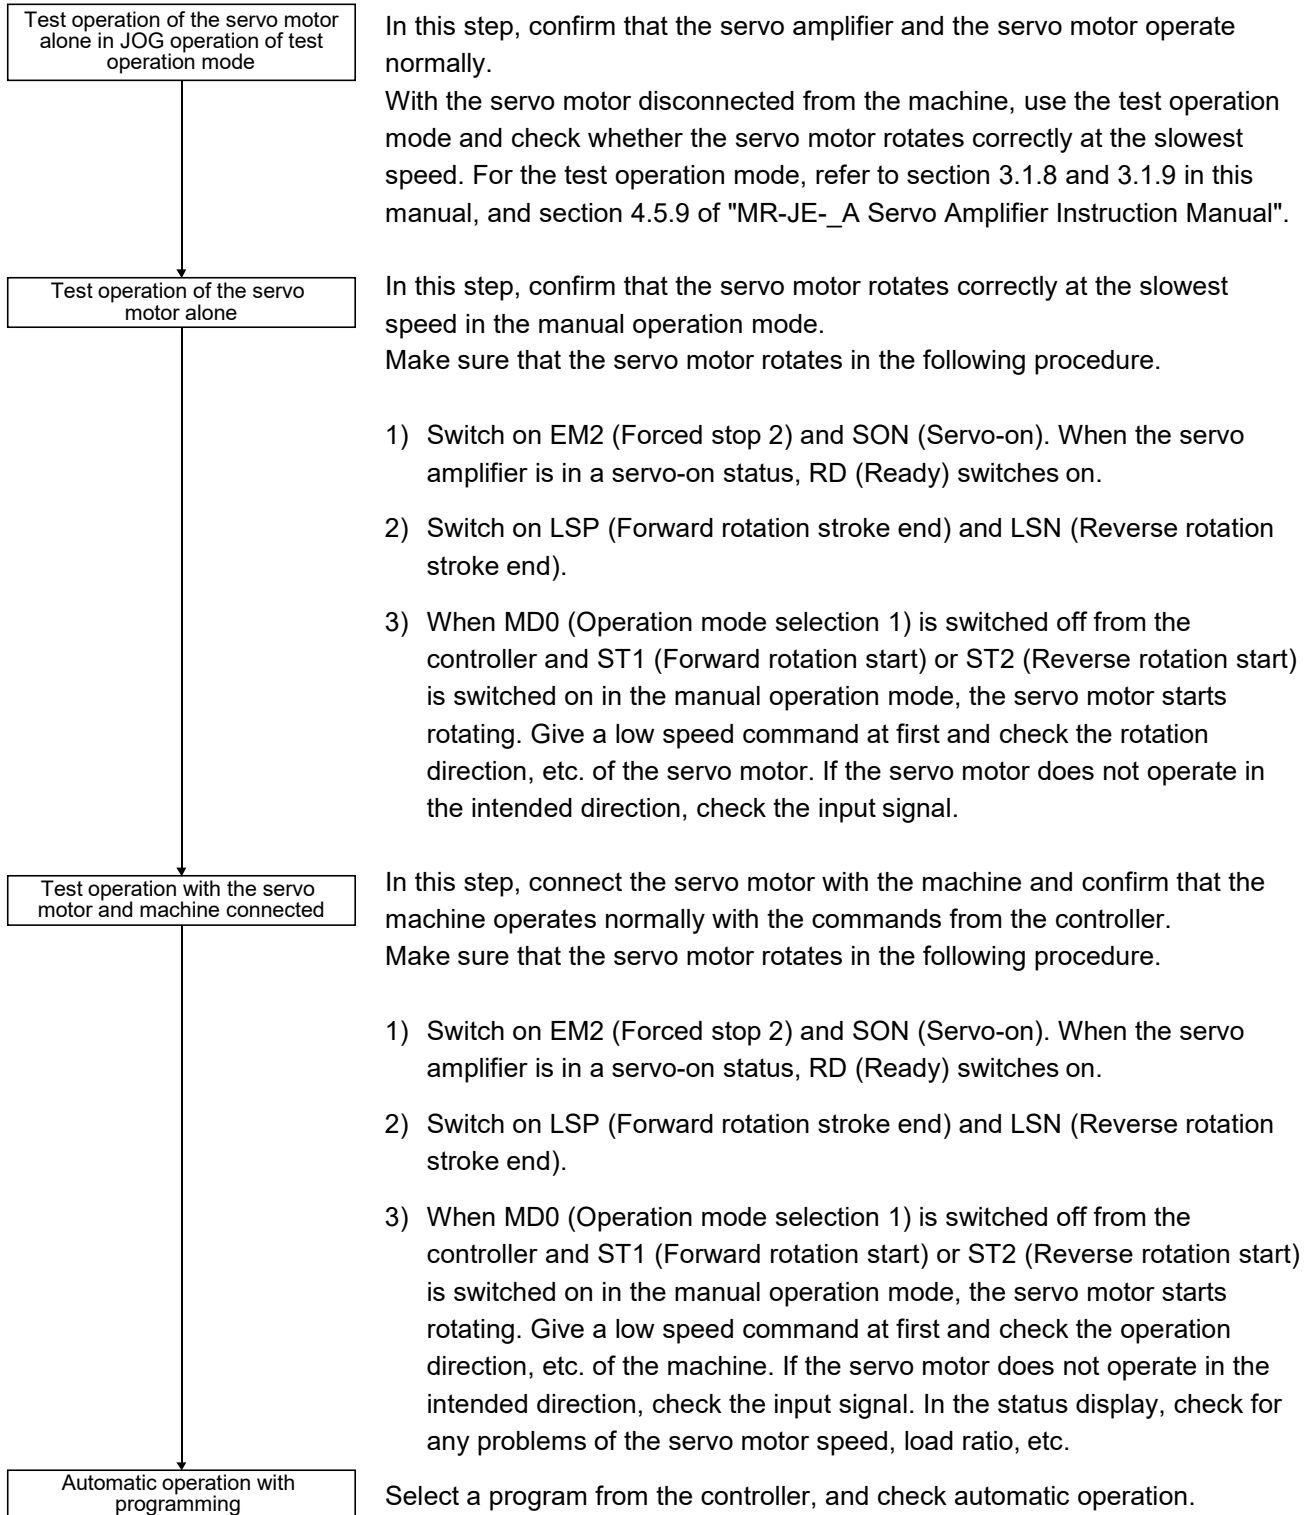 Test operation of the servo motor
alone in JOG operation of test
operation mode
In this step, confirm that the servo amplifier and the servo motor operate
normally.
With the servo motor disconnected from the machine, use the test operation
mode and check whether the servo motor rotates correctly at the slowest
speed. For the test operation mode, refer to section 3.1.8 and 3.1.9 in this
manual, and section 4.5.9 of "MR-JE-_A Servo Amplifier Instruction Manual".
Test operation of the servo
motor alone
In this step, confirm that the servo motor rotates correctly at the slowest
speed in the manual operation mode.
Make sure that the servo motor rotates in the following procedure.
1) Switch on EM2 (Forced stop 2) and SON (Servo-on). When the servo
amplifier is in a servo-on status, RD (Ready) switches on.
2) Switch on LSP (Forward rotation stroke end) and LSN (Reverse rotation
stroke end).
3) When MD0 (Operation mode selection 1) is switched off from the
controller and ST1 (Forward rotation start) or ST2 (Reverse rotation start)
is switched on in the manual operation mode, the servo motor starts
rotating. Give a low speed command at first and check the rotation
direction, etc. of the servo motor. If the servo motor does not operate in
the intended direction, check the input signal.
Test operation with the servo
motor and machine connected
In this step, connect the servo motor with the machine and confirm that the
machine operates normally with the commands from the controller.
Make sure that the servo motor rotates in the following procedure.
1) Switch on EM2 (Forced stop 2) and SON (Servo-on). When the servo
amplifier is in a servo-on status, RD (Ready) switches on.
2) Switch on LSP (Forward rotation stroke end) and LSN (Reverse rotation
stroke end).
3) When MD0 (Operation mode selection 1) is switched off from the
controller and ST1 (Forward rotation start) or ST2 (Reverse rotation start)
is switched on in the manual operation mode, the servo motor starts
rotating. Give a low speed command at first and check the operation
direction, etc. of the machine. If the servo motor does not operate in the
intended direction, check the input signal. In the status display, check for
any problems of the servo motor speed, load ratio, etc.
Automatic operation with
programming
Select a program from the controller, and check automatic operation.